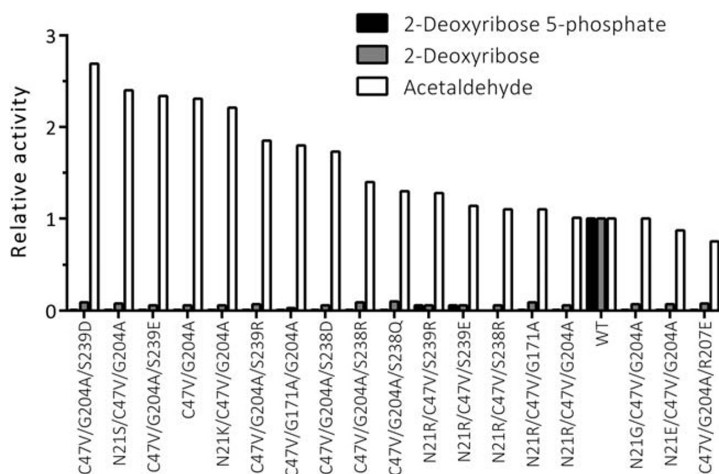 2-Deoxyribose 5-phosphate
2-Deoxyribose
Acetaldehyde
Relative activity
3
2
1
0
C47V/G204A/S239D
N21S/C47V/G204A
C47V/G204A/S239E
C47V/G204A
N21K/C47V/G204A
C47V/G204A/S239R
C47V/G171A/G204A
C47V/G204A/S238D
C47V/G204A/S238R
C47V/G204A/S238Q
N21R/C47V/S239R
N21R/C47V/S239E
N21R/C47V/S238R
N21R/C47V/G171A
N21R/C47V/G204A
WT
N21G/C47V/G204A
N21E/C47V/G204A
C47V/G204A/R207E